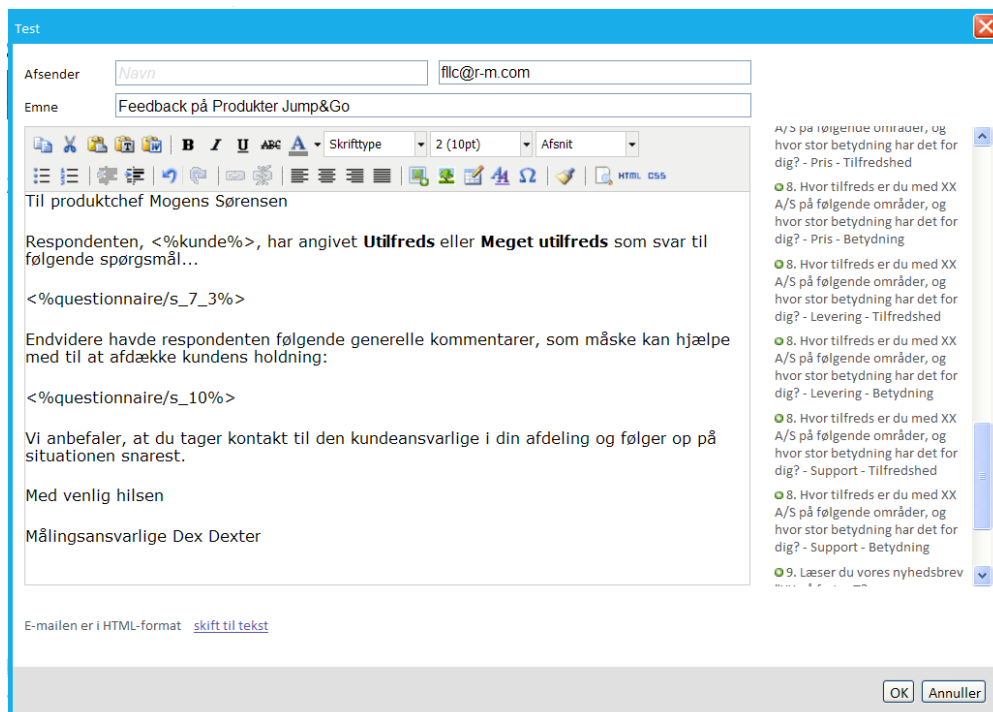 Test
Afsender
Navn
fllc@r-m.com
Emne
Feedback på Produkter Jump&Go
B I U ABC A Skrifttype 2 (10pt) Afsnit
HTML CSS
Til produktchef Mogens Sørensen
Respondenten, <%kunde%>, har angivet Utilfreds eller Meget utilfreds som svar til
følgende spørgsmål...
<%questionnaire/s_7_3%>
Endvidere havde respondenten følgende generelle kommentarer, som måske kan hjælpe
med til at afdække kundens holdning:
<%questionnaire/s_10%>
Vi anbefaler, at du tager kontakt til den kundeansvarlige i din afdeling og følger op på
situationen snarest.
Med venlig hilsen
Målingsansvarlige Dex Dexter
A/S på følgende områder, og
hvor stor betydning har det for
dig? - Pris - Tilfredshed
8. Hvor tilfreds er du med XX
A/S på følgende områder, og
hvor stor betydning har det for
dig? - Pris - Betydning
8. Hvor tilfreds er du med XX
A/S på følgende områder, og
hvor stor betydning har det for
dig? - Levering - Tilfredshed
8. Hvor tilfreds er du med XX
A/S på følgende områder, og
hvor stor betydning har det for
dig? - Levering - Betydning
8. Hvor tilfreds er du med XX
A/S på følgende områder, og
hvor stor betydning har det for
dig? - Support - Tilfredshed
8. Hvor tilfreds er du med XX
A/S på følgende områder, og
hvor stor betydning har det for
dig? - Support - Betydning
9. Læser du vores nyhedsbrev
E-mailen er i HTML-format skift til tekst
OK Annuller